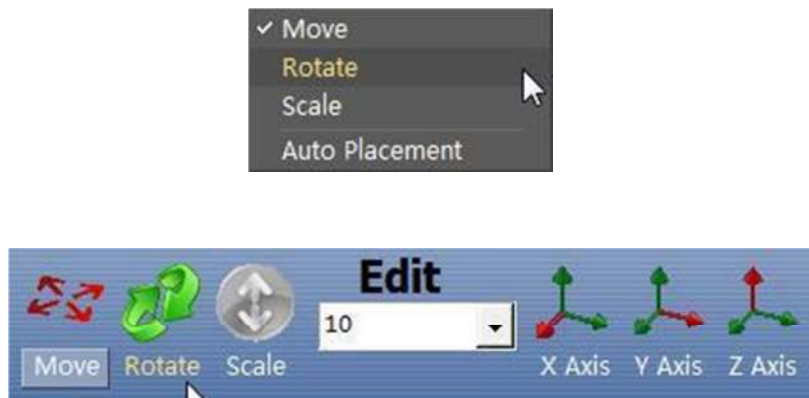 Move
Rotate
Scale
Auto Placement
Edit
10
Move Rotate Scale X Axis Y Axis Z Axis